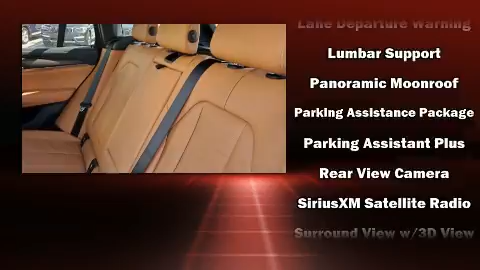 Lane Departure Warning
Lumbar Support
Panoramic Moonroof
Parking Assistance Package
Parking Assistant Plus
Rear View Camera
SiriusXM Satellite Radio
Surround View w/3D View